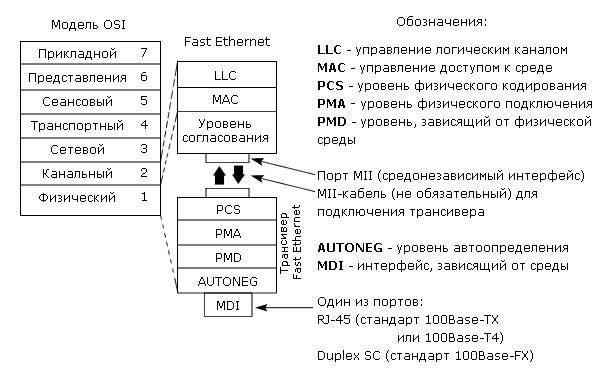 Модель OSI
Прикладной 7
Представления 6
Сеансовый 5
Транспортный 4
Сетевой 3
Канальный 2
Физический 1
Fast Ethernet
LLC
MAC
Уровень
согласования
PCS
PMA
PMD
AUTONEG
MDI
Трансивер
Fast Ethernet
Обозначения:
LLC - управление логическим каналом
MAC - управление доступом к среде
PCS - уровень физического кодирования
PMA - уровень физического подключения
PMD - уровень, зависящий от физической
среды
Порт MII (средонезависимый интерфейс)
MII-кабель (не обязательный) для
подключения трансивера
AUTONEG - уровень автоопределения
MDI - интерфейс, зависящий от среды
Один из портов:
RJ-45 (стандарт 100Base-TX
или 100Base-T4)
Duplex SC (стандарт 100Base-FX)